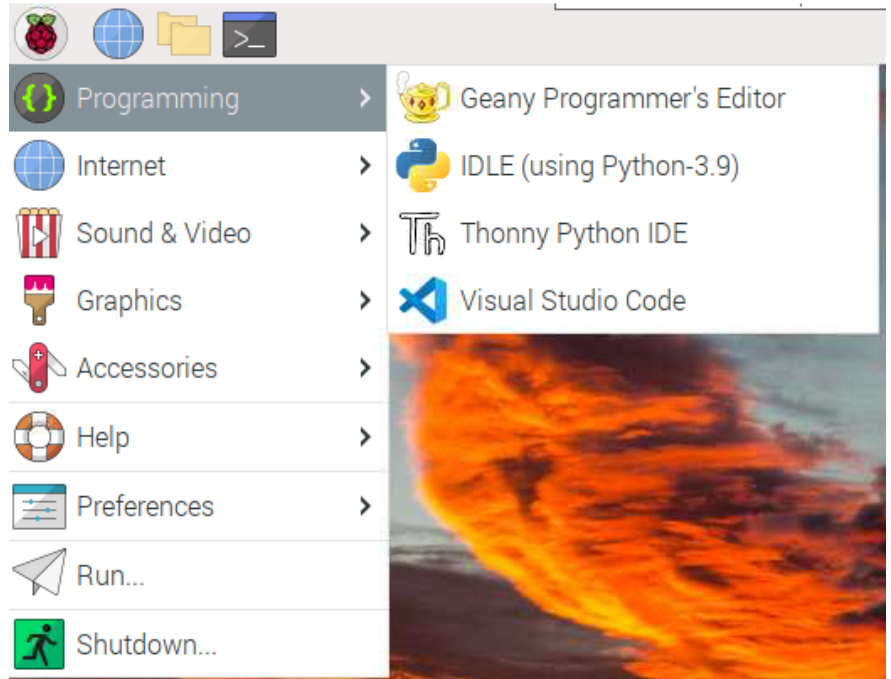 >_
{} Programming >
Internet >
Sound & Video >
Graphics >
Accessories >
Help >
Preferences >
Run...
Shutdown...
Geany Programmer's Editor
IDLE (using Python-3.9)
Th Thonny Python IDE
Visual Studio Code